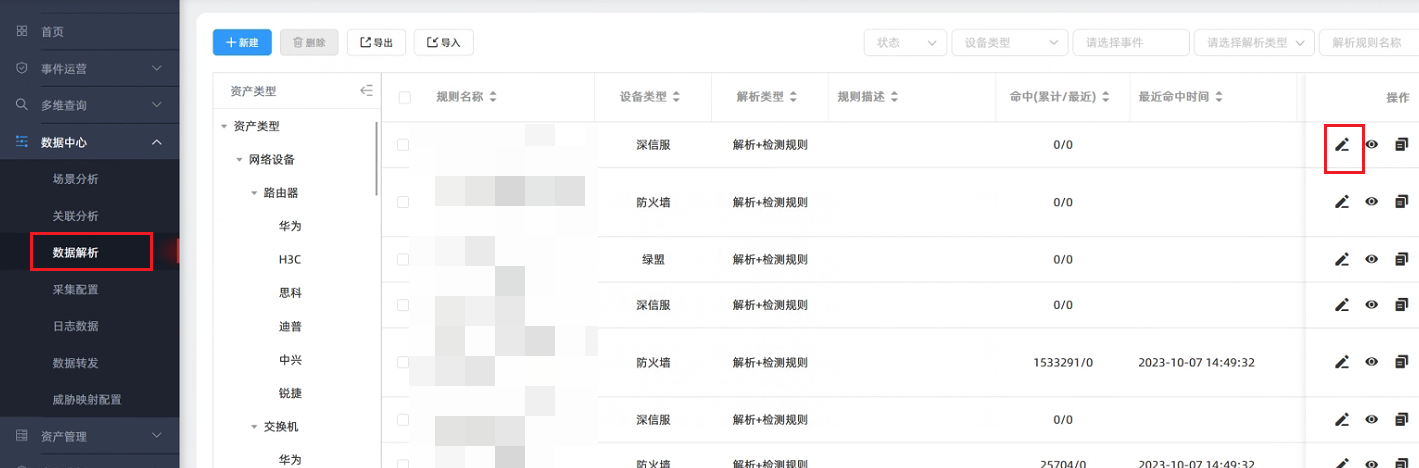 首页
事件运营
多维查询
数据中心
场景分析
关联分析
数据解析
采集配置
日志数据
数据转发
威胁映射配置
资产管理
+ 新建 删除 导出 导入 状态 设备类型 请选择事件 请选择解析类型 解析规则名称
资产类型
资产类型
网络设备
路由器
华为
H3C
思科
迪普
中兴
锐捷
交换机
华为
规则名称 设备类型 解析类型 规则描述 命中(累计/最近) 最近命中时间 操作
深信服 解析+检测规则 0/0
防火墙 解析+检测规则 0/0
绿盟 解析+检测规则 0/0
深信服 解析+检测规则 0/0
防火墙 解析+检测规则 1533291/0 2023-10-07 14:49:32
深信服 解析+检测规则 0/0
防火墙 解析+检测规则 25704/0 2023-10-07 14:49:32